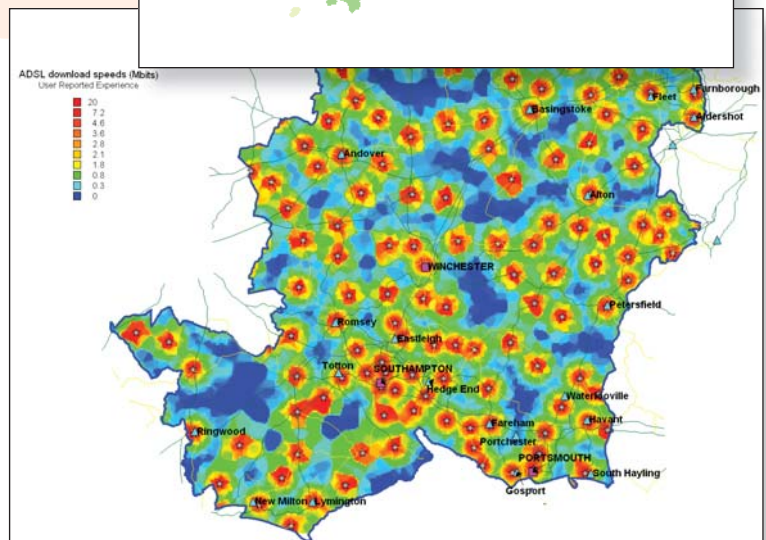 ADSL download speeds (Mbits)
User Reported Experience
20
7.2
4.6
3.6
2.8
2.1
1.8
0.8
0.3
0
Farnborough
Fleet
Basingstoke
Aldershot
Andover
Alton
WINCHESTER
Petersfield
Romsey
Eastleigh
Totton
SOUTHAMPTON
Hedge End
Waterlooville
Havant
Fareham
Ringwood
Portchester
PORTSMOUTH
South Hayling
Gosport
New Milton
Lymington